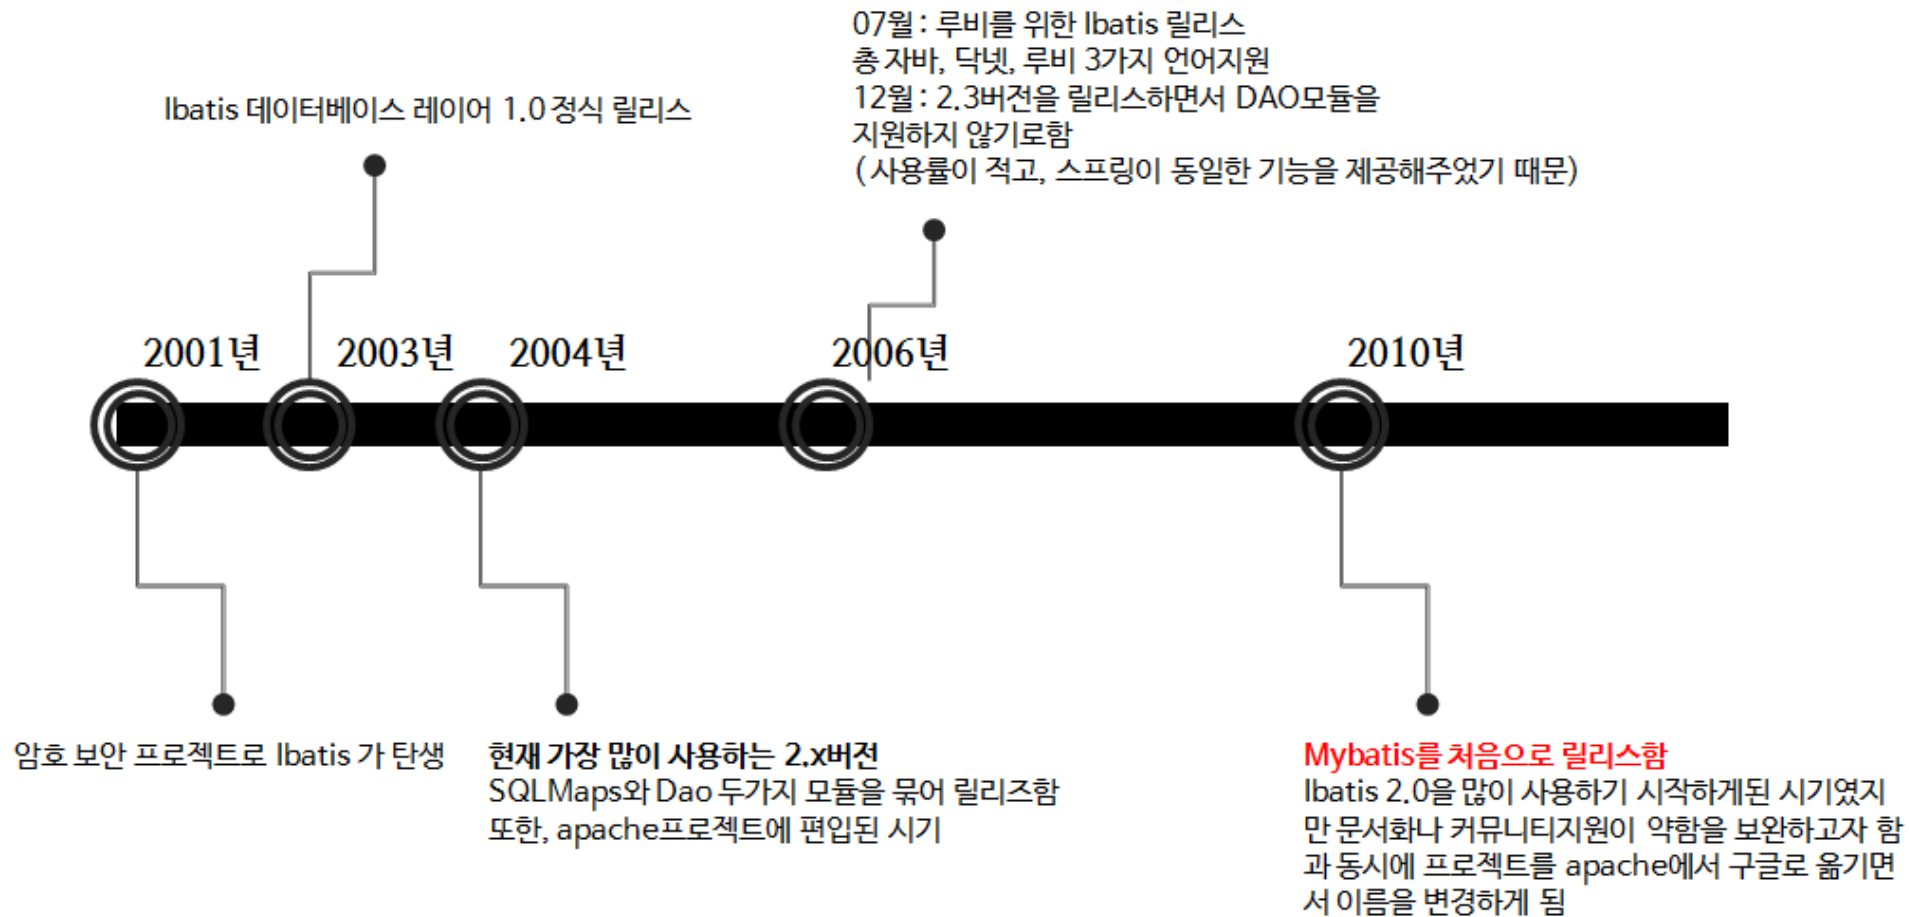 07월 : 루비를 위한 Ibatis 릴리스
총 자바, 닷넷, 루비 3가지 언어지원
12월 : 2.3버전을 릴리스하면서 DAO모듈을
지원하지 않기로함
(사용률이 적고, 스프링이 동일한 기능을 제공해주었기 때문)
Ibatis 데이터베이스 레이어 1.0 정식 릴리스
2001년
2003년
2004년
2006년
2010년
암호 보안 프로젝트로 Ibatis 가 탄생
현재 가장 많이 사용하는 2.x버전
SQLMaps와 Dao 두가지 모듈을 묶어 릴리즈함
또한, apache프로젝트에 편입된 시기
Mybatis를 처음으로 릴리스함
Ibatis 2.0을 많이 사용하기 시작하게된 시기였지
만 문서화나 커뮤니티지원이 약함을 보완하고자 함
과 동시에 프로젝트를 apache에서 구글로 옮기면
서 이름을 변경하게 됨